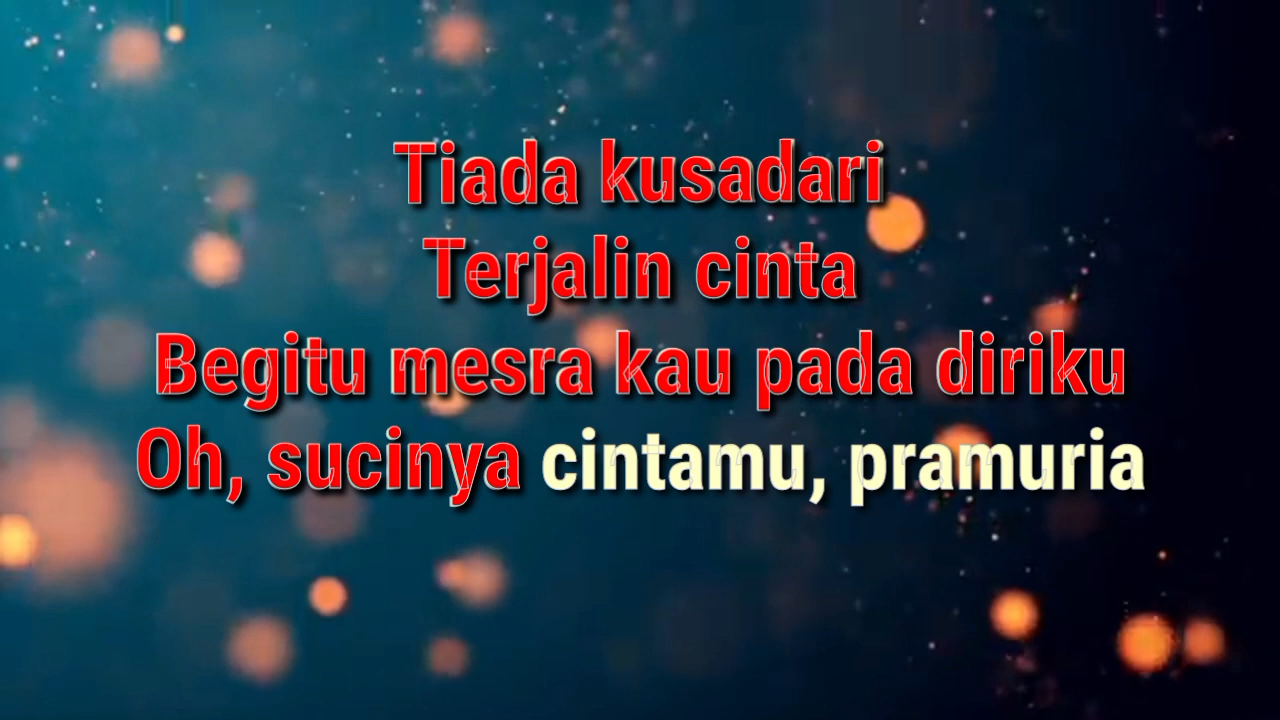 Tiada kusadari
Terjalin cinta
Begitu mesra kau pada diriku
Oh, sucinya cintamu, pramuria